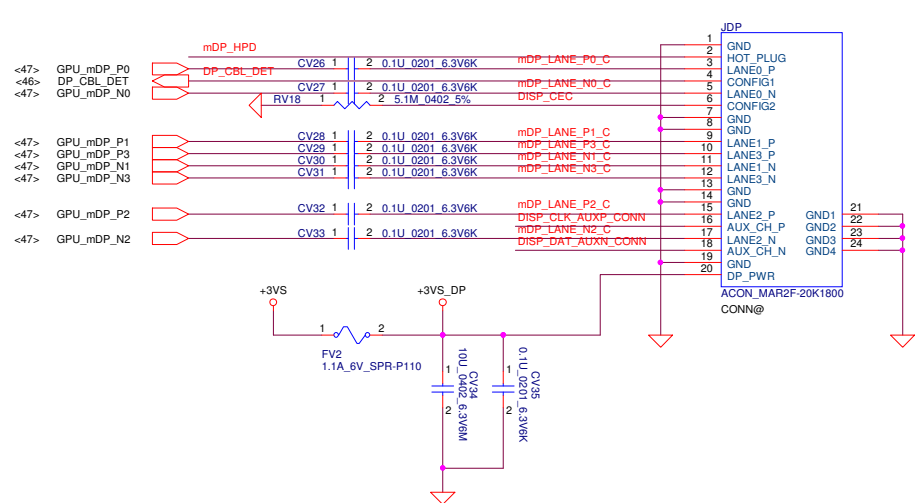 JDP
mDP_HPD
1 GND
2 HOT_PLUG
<47> GPU_mDP_P0 CV26 1 2 0.1U_0201_6.3V6K mDP_LANE_P0_C 3 LANE0_P
<46> DP_CBL_DET DP_CBL_DET 4 CONFIG1
<47> GPU_mDP_N0 CV27 1 2 0.1U_0201_6.3V6K mDP_LANE_N0_C 5 LANE0_N
RV18 1 2 5.1M_0402_5% DISP_CEC 6 CONFIG2
7 GND
8 GND
<47> GPU_mDP_P1 CV28 1 2 0.1U_0201_6.3V6K mDP_LANE_P1_C 9 LANE1_P
<47> GPU_mDP_P3 CV29 1 2 0.1U_0201_6.3V6K mDP_LANE_P3_C 10 LANE3_P
<47> GPU_mDP_N1 CV30 1 2 0.1U_0201_6.3V6K mDP_LANE_N1_C 11 LANE1_N
<47> GPU_mDP_N3 CV31 1 2 0.1U_0201_6.3V6K mDP_LANE_N3_C 12 LANE3_N
13 GND
14 GND
<47> GPU_mDP_P2 CV32 1 2 0.1U_0201_6.3V6K mDP_LANE_P2_C 15 LANE2_P GND1 21
DISP_CLK_AUXP_CONN 16 AUX_CH_P GND2 22
<47> GPU_mDP_N2 CV33 1 2 0.1U_0201_6.3V6K mDP_LANE_N2_C 17 LANE2_N GND3 23
DISP_DAT_AUXN_CONN 18 AUX_CH_N GND4 24
19 GND
20 DP_PWR
ACON_MAR2F-20K1800
CONN@
+3VS
+3VS_DP
1 2
FV2
1.1A_6V_SPR-P110
1
2
CV34
10U_0402_6.3V6M
1
2
CV35
0.1U_0201_6.3V6K